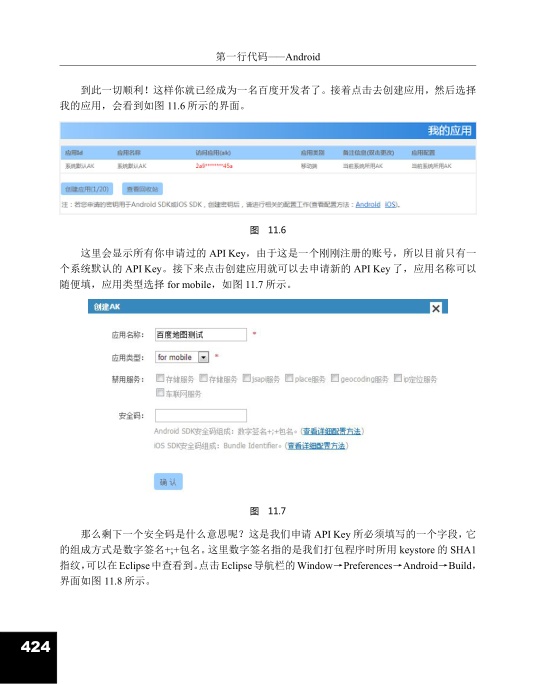 第一行代码——Android
到此一切顺利！这样你就已经成为一名百度开发者了。接着点击去创建应用，然后选择
我的应用，会看到如图 11.6 所示的界面。
我的应用
应用Id 应用名称 访问应用(ak) 应用类别 备注信息(双击更改) 应用配置
系统默认AK 系统默认AK 2a6*******45a 移动端 当前系统所用AK 当前系统所用AK
创建应用(1/10) 查看回收站
注：若您申请的密钥用于Android SDK或iOS SDK，创建密钥后，请进行相关的配置工作(查看配置方法：Android iOS)。
图 11.6
这里会显示所有你申请过的 API Key，由于这是一个刚刚注册的账号，所以目前只有一
个系统默认的 API Key。接下来点击创建应用就可以去申请新的 API Key 了，应用名称可以
随便填，应用类型选择 for mobile，如图 11.7 所示。
创建AK
应用名称： 百度地图测试 *
应用类型： for mobile *
禁用服务： 存储服务 存储服务 jsapi服务 place服务 geocoding服务 ip定位服务
车联网服务
安全码：
Android SDK安全码组成：数字签名+;+包名。(查看详细配置方法)
iOS SDK安全码组成：Bundle Identifier。(查看详细配置方法)
确认
图 11.7
那么剩下一个安全码是什么意思呢？这是我们申请 API Key 所必须填写的一个字段，它
的组成方式是数字签名+;+包名，这里数字签名指的是我们打包程序时所用 keystore 的 SHA1
指纹，可以在 Eclipse 中查看到。点击 Eclipse 导航栏的 Window→Preferences→Android→Build，
界面如图 11.8 所示。
424